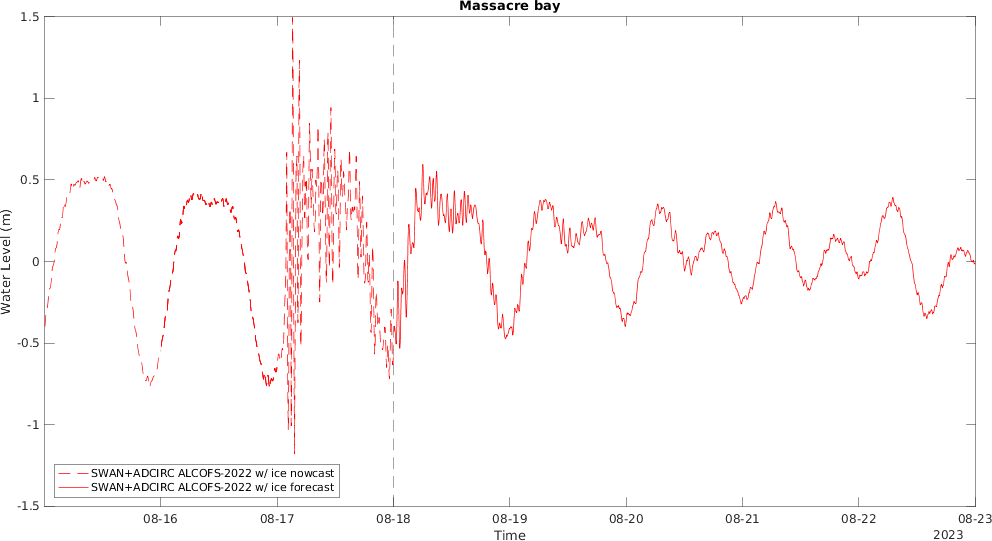 Massacre bay
Water Level (m)
1.5
1
0.5
0
-0.5
-1
-1.5
SWAN+ADCIRC ALCOFS-2022 w/ ice nowcast
SWAN+ADCIRC ALCOFS-2022 w/ ice forecast
08-16 08-17 08-18 08-19 08-20 08-21 08-22 08-23
Time
2023